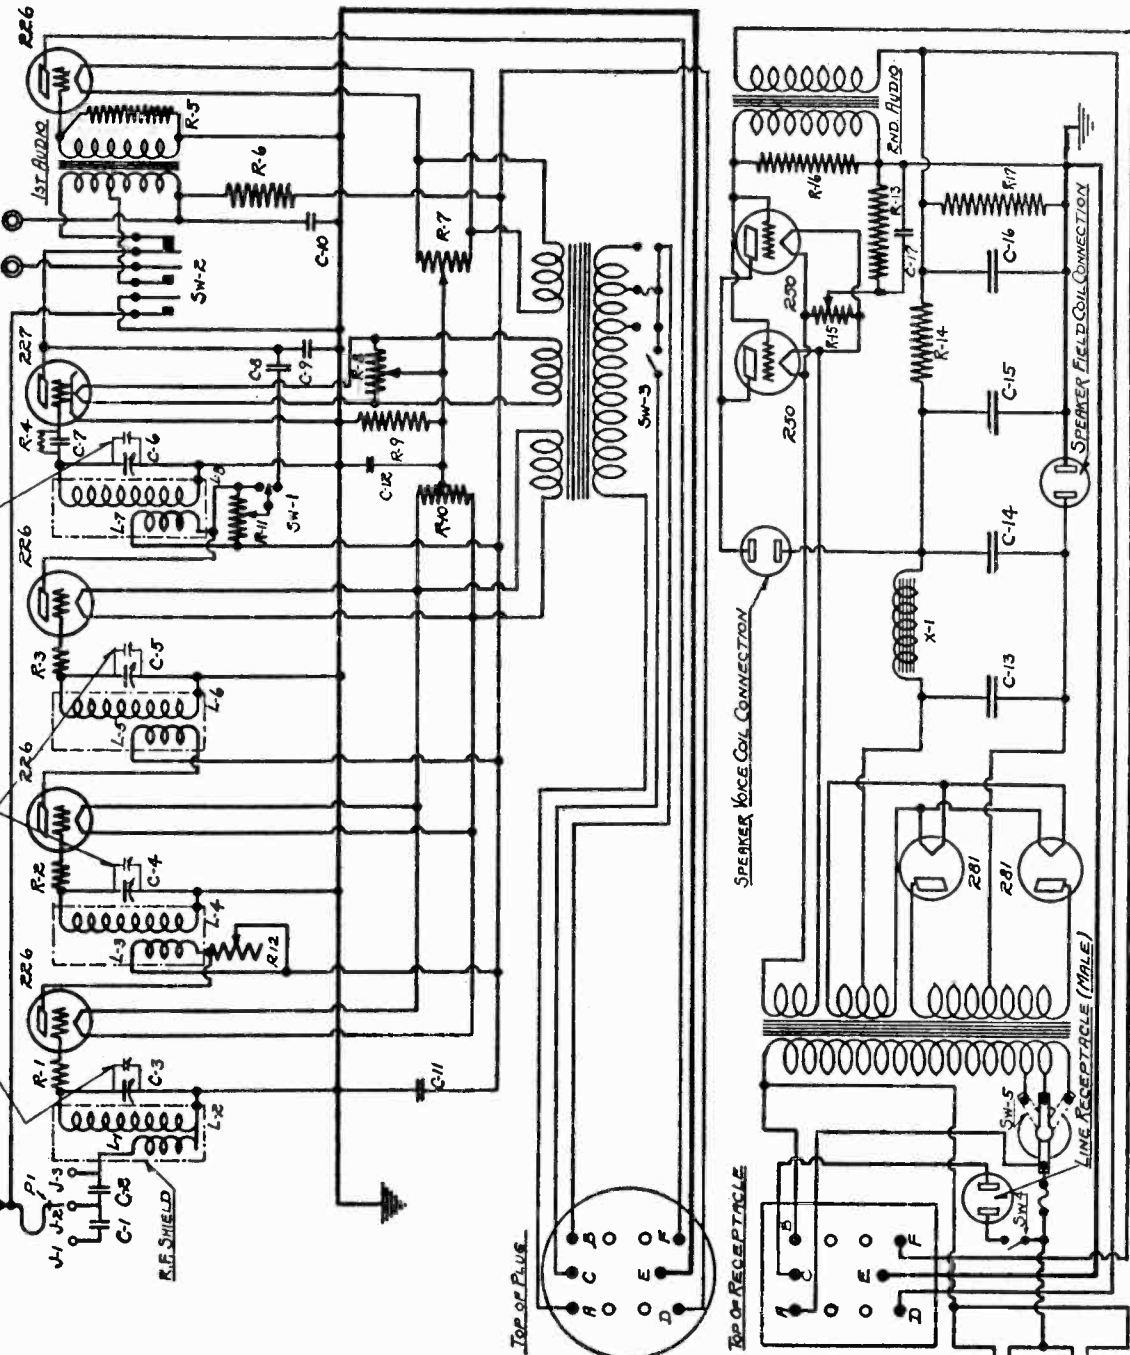 226
1ST AUDIO
R-5
R-6
C-10
R-7
SW-2
227
C-8
C-9
R-8
R-9
C-12
R-10
R-4
C-7
C-6
L-8
L-7
R-11
SW-1
226
R-3
C-5
L-6
L-5
226
R-2
C-4
L-4
L-3
R12
226
R-1
C-3
L-2
L-1
C-11
P1
J-1
J-2
J-3
C-1
C-2
R.F. SHIELD
SW-3
TOP OF PLUG
A
B
C
D
E
F
2ND. AUDIO
R-16
R-13
C-17
R-17
C-16
250
R-15
R-14
250
C-15
SPEAKER FIELD COIL CONNECTION
C-14
SPEAKER VOICE COIL CONNECTION
X-1
C-13
281
281
SW-5
LINE RECEPTACLE (MALE)
SW4
TOP OF RECEPTACLE
A
B
C
D
E
F